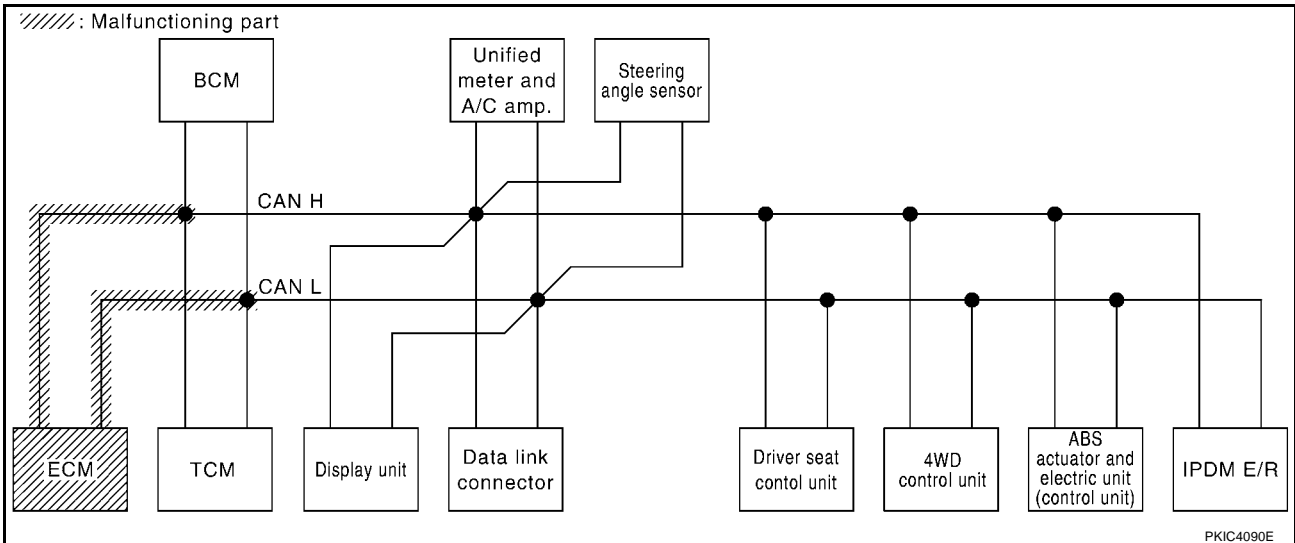 : Malfunctioning part
BCM
Unified
meter and
A/C amp.
Steering
angle sensor
CAN H
CAN L
ECM
TCM
Display unit
Data link
connector
Driver seat
contol unit
4WD
control unit
ABS
actuator and
electric unit
(control unit)
IPDM E/R
PKIC4090E